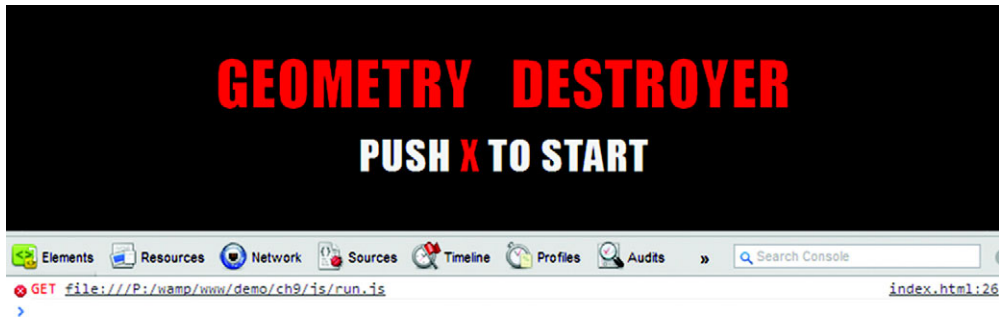 GEOMETRY DESTROYER
PUSH X TO START
Elements Resources Network Sources Timeline Profiles Audits » Search Console
GET file:///P:/wamp/www/demo/ch9/js/run.js index.html:26
>